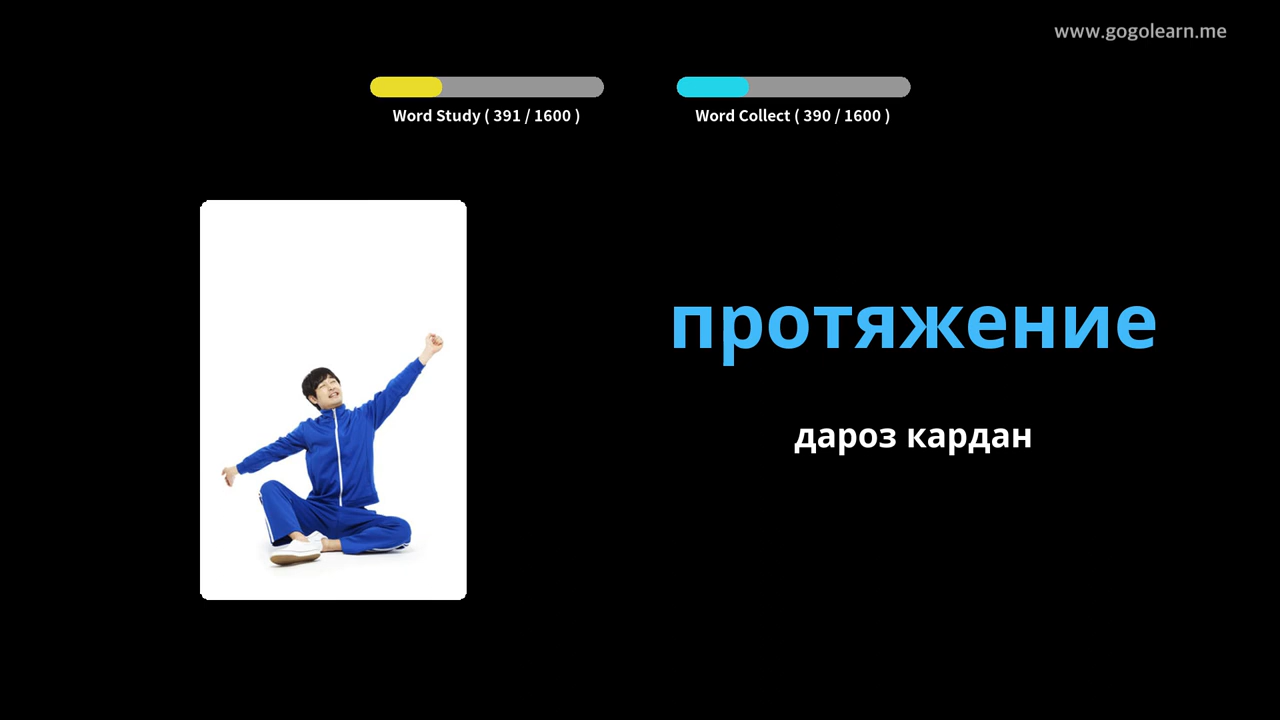 www.gogolearn.me
Word Study ( 391 / 1600 )
Word Collect ( 390 / 1600 )
протяжение
дароз кардан